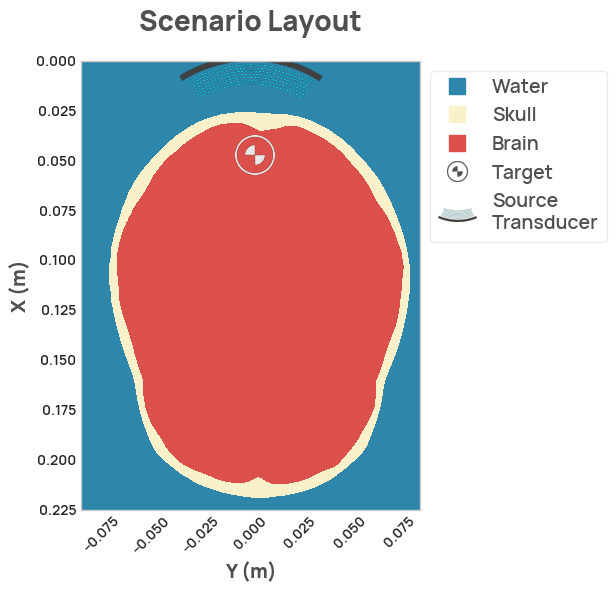 Scenario Layout
0.000
0.025
0.050
0.075
0.100
0.125
0.150
0.175
0.200
0.225
X (m)
-0.075
-0.050
-0.025
0.000
0.025
0.050
0.075
Y (m)
Water
Skull
Brain
Target
Source
Transducer